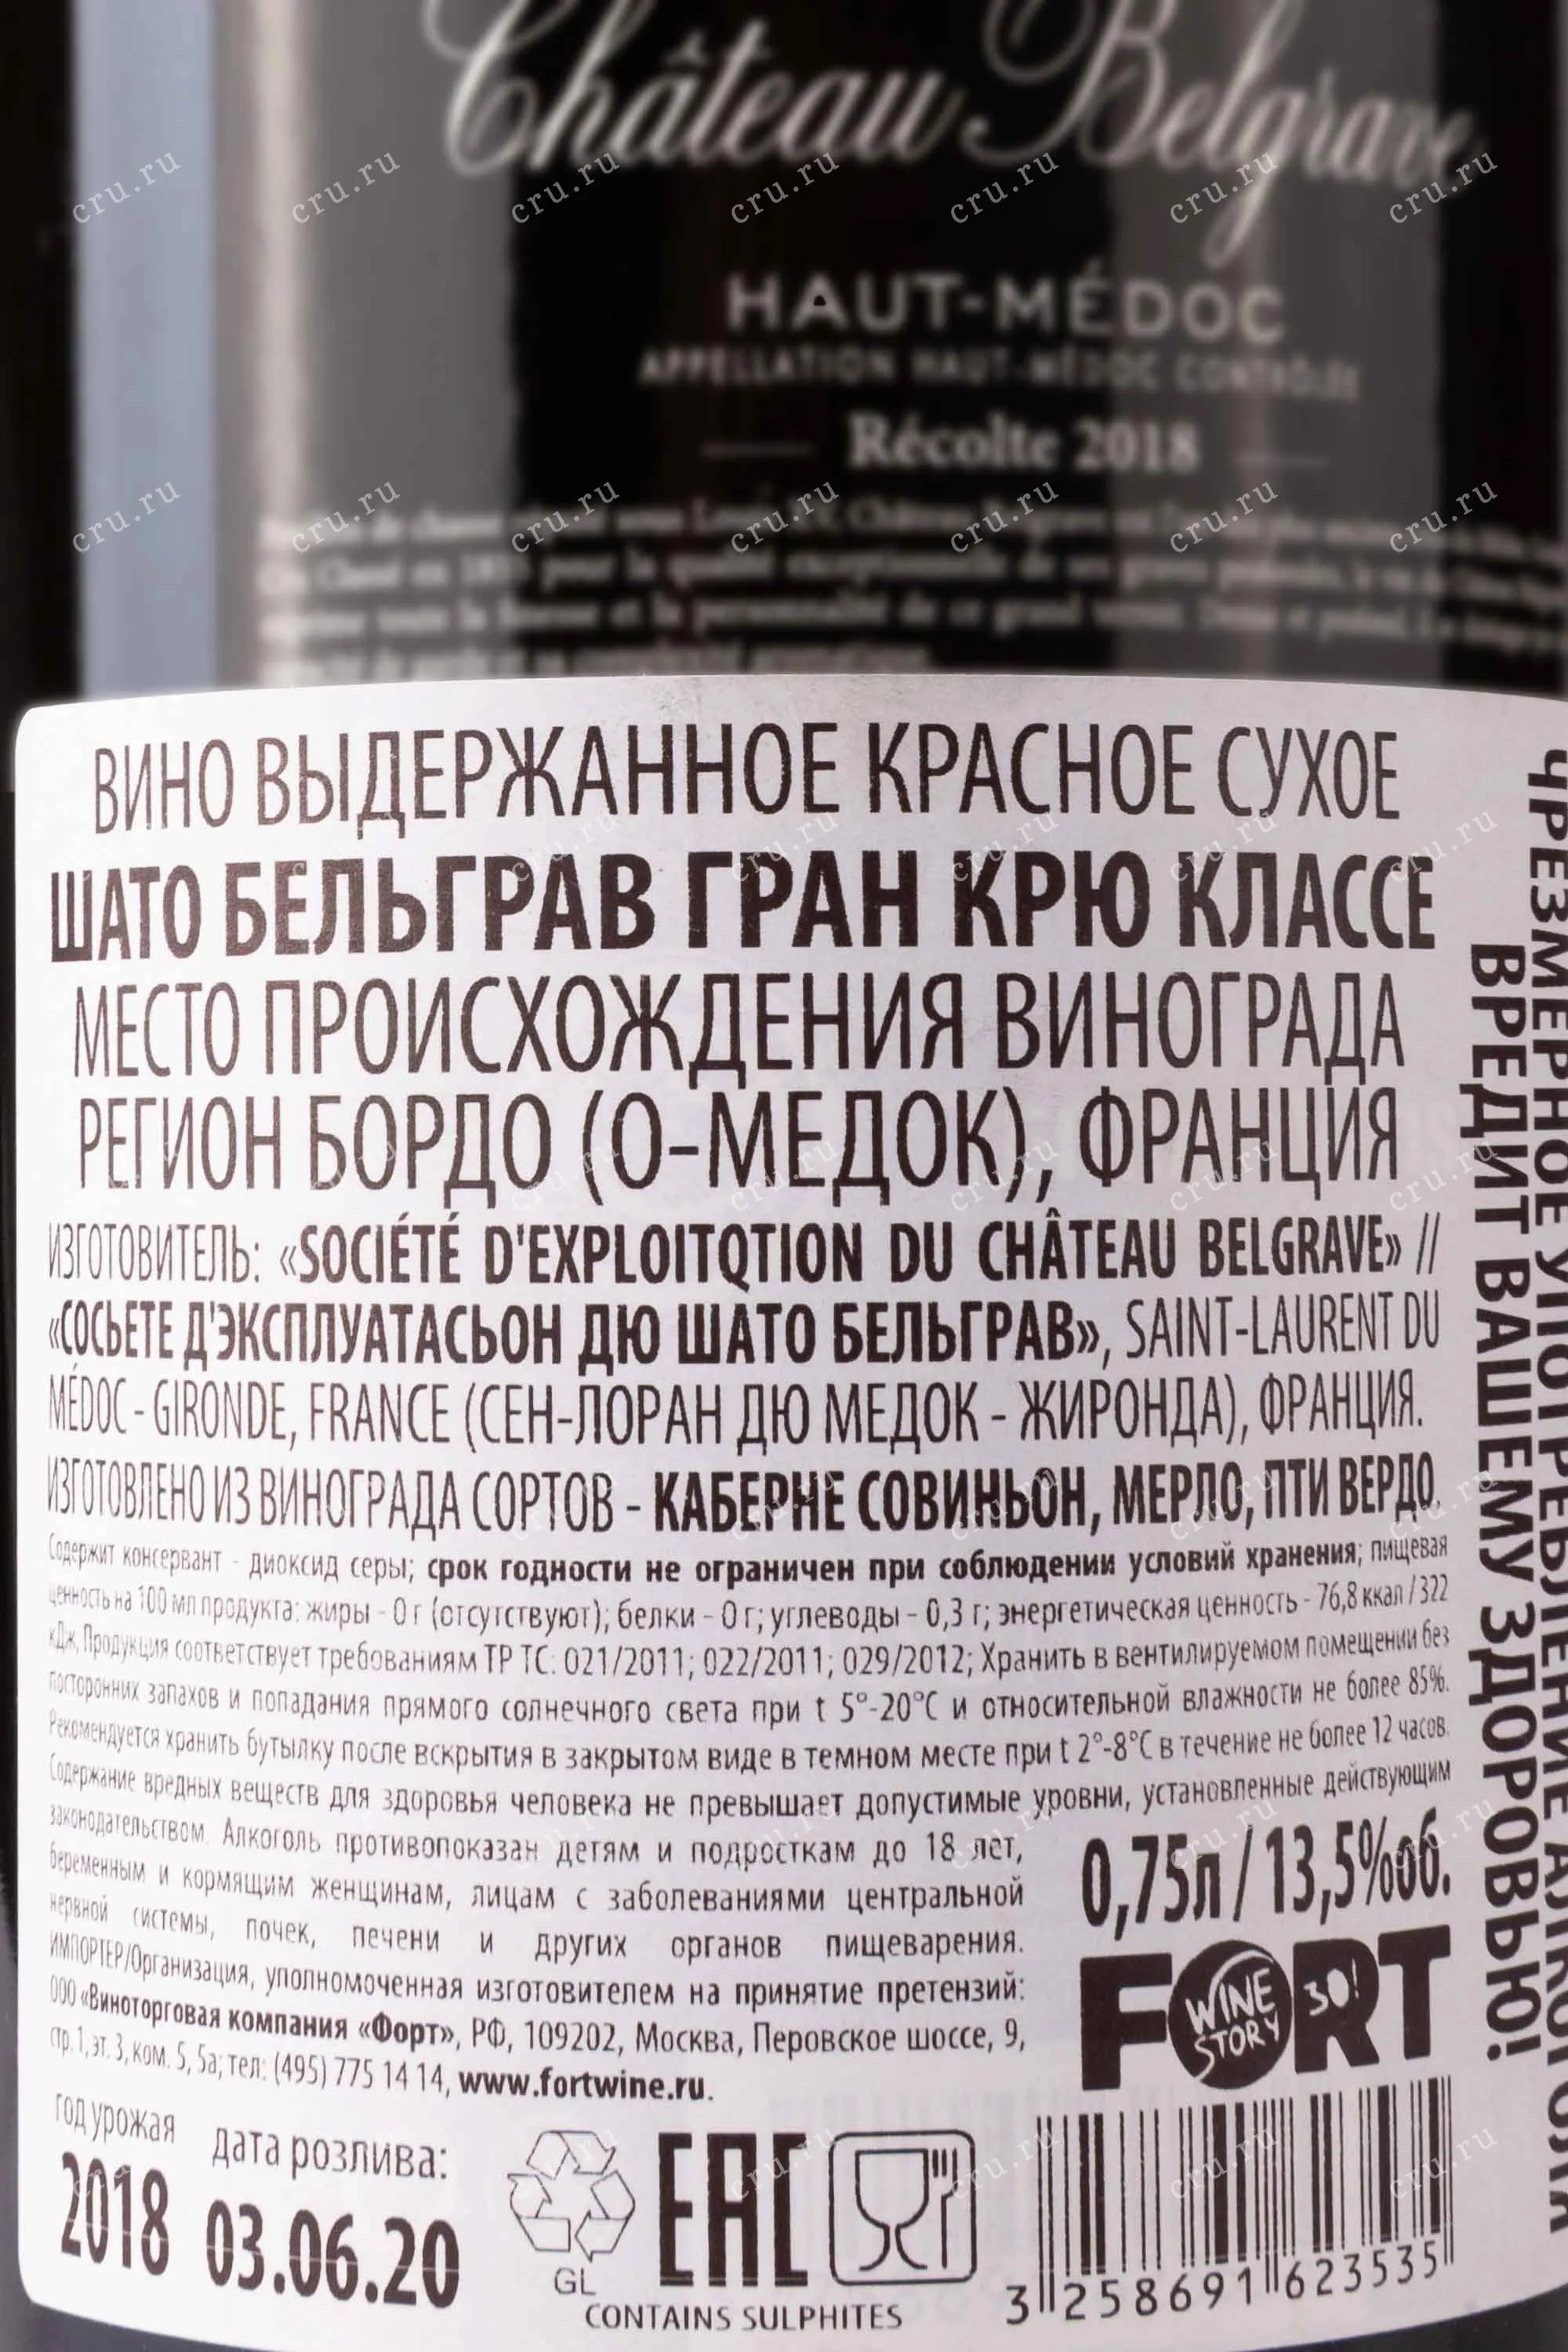 Château Belgrave
HAUT-MÉDOC
APPELLATION HAUT-MÉDOC CONTRÔLÉE
Récolte 2018
ВИНО ВЫДЕРЖАННОЕ КРАСНОЕ СУХОЕ
ШАТО БЕЛЬГРАВ ГРАН КРЮ КЛАССЕ
МЕСТО ПРОИСХОЖДЕНИЯ ВИНОГРАДА
РЕГИОН БОРДО (О-МЕДОК), ФРАНЦИЯ
ИЗГОТОВИТЕЛЬ: «SOCIÉTÉ D'EXPLOITQTION DU CHÂTEAU BELGRAVE» //
«СОСЬЕТЕ Д'ЭКСПЛУАТАСЬОН ДЮ ШАТО БЕЛЬГРАВ», SAINT-LAURENT DU
MÉDOC - GIRONDE, FRANCE (СЕН-ЛОРАН ДЮ МЕДОК - ЖИРОНДА), ФРАНЦИЯ.
ИЗГОТОВЛЕНО ИЗ ВИНОГРАДА СОРТОВ - КАБЕРНЕ СОВИНЬОН, МЕРЛО, ПТИ ВЕРДО.
Содержит консервант - диоксид серы; срок годности не ограничен при соблюдении условий хранения; пищевая
ценность на 100 мл продукта: жиры - 0 г (отсутствуют); белки - 0 г; углеводы - 0,3 г; энергетическая ценность - 76,8 ккал / 322
кДж. Продукция соответствует требованиям ТР ТС: 021/2011; 022/2011; 029/2012; Хранить в вентилируемом помещении без
посторонних запахов и попадания прямого солнечного света при t 5°-20°C и относительной влажности не более 85%.
Рекомендуется хранить бутылку после вскрытия в закрытом виде в темном месте при t 2°-8°C в течение не более 12 часов.
Содержание вредных веществ для здоровья человека не превышает допустимые уровни, установленные действующим
законодательством. Алкоголь противопоказан детям и подросткам до 18 лет,
беременным и кормящим женщинам, лицам с заболеваниями центральной
нервной системы, почек, печени и других органов пищеварения.
ИМПОРТЕР/Организация, уполномоченная изготовителем на принятие претензий:
ООО «Виноторговая компания «Форт», РФ, 109202, Москва, Перовское шоссе, 9,
стр. 1, эт. 3, ком. 5, 5а; тел: (495) 775 14 14, www.fortwine.ru.
0,75л / 13,5%об.
FORT
WINE
STORY
30!
год урожая
2018
дата розлива:
03.06.20
GL
EAC
CONTAINS SULPHITES
3 258691 623535
ЧРЕЗМЕРНОЕ УПОТРЕБЛЕНИЕ АЛКОГОЛЯ
ВРЕДИТ ВАШЕМУ ЗДОРОВЬЮ!
cru.ru